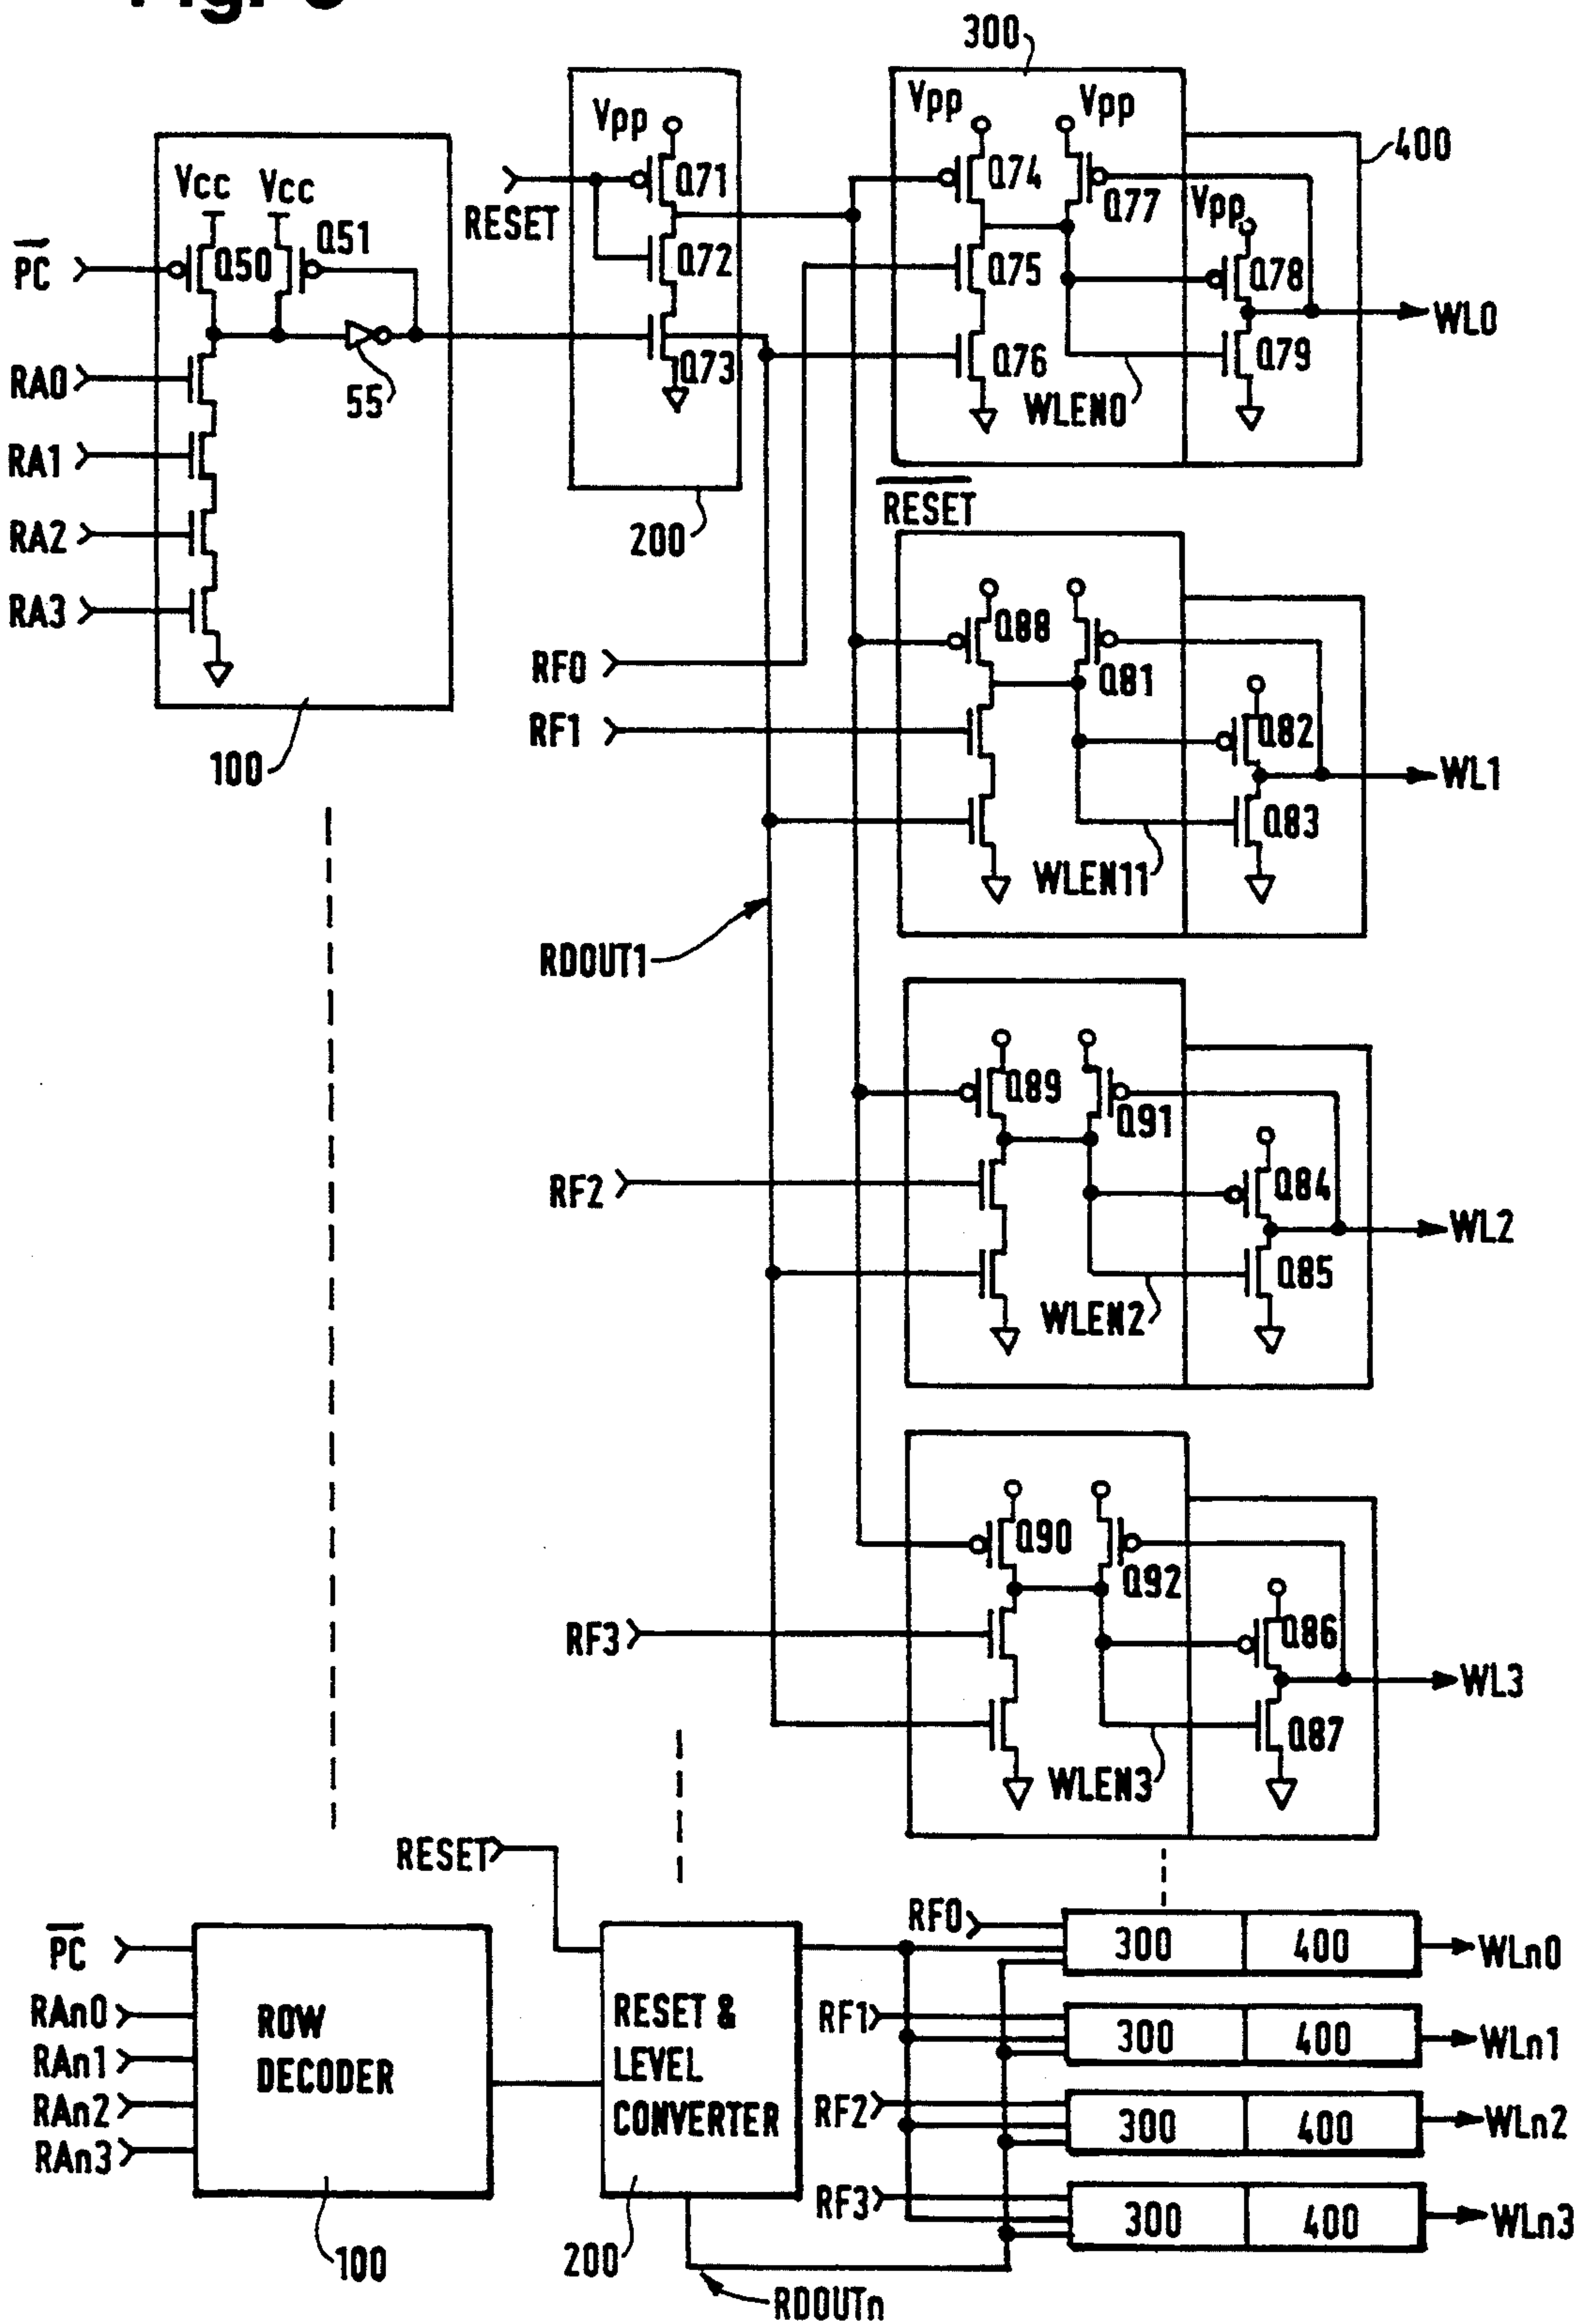 300
Vpp
Vpp
Vpp
400
Vcc
Vcc
Q71
Q74
Q77
Vpp
RESET
Q51
PC
Q50
Q72
Q75
Q78
WL0
RA0
55
Q73
Q76
Q79
WLEN0
RA1
RESET
RA2
200
RA3
Q88
RF0
Q81
RF1
Q82
100
WL1
Q83
WLEN11
RDOUT1
Q89
Q91
RF2
Q84
WL2
Q85
WLEN2
Q90
Q92
RF3
Q86
WL3
Q87
WLEN3
RESET
RF0
PC
300
400
WLn0
RAn0
ROW
DECODER
RESET &
LEVEL
CONVERTER
RF1
300
400
WLn1
RAn1
RAn2
RF2
300
400
WLn2
RAn3
RF3
300
400
WLn3
100
200
RDOUTn